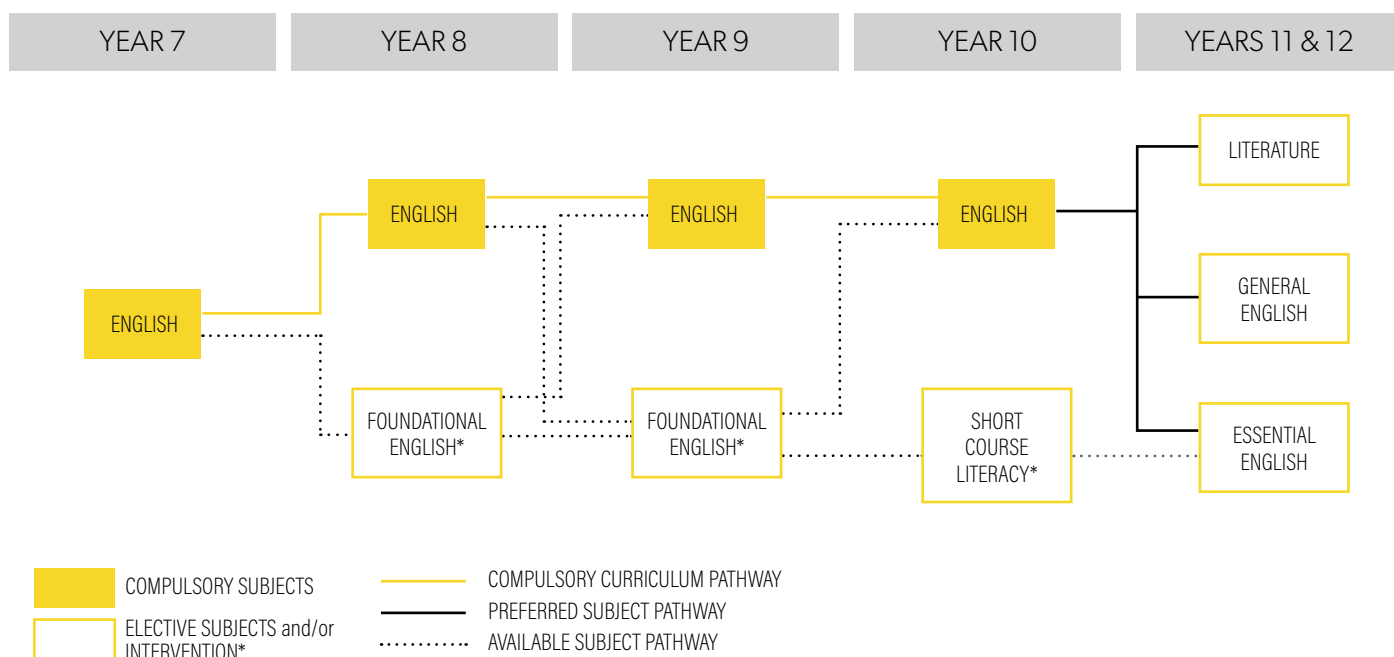 YEAR 7
YEAR 8
YEAR 9
YEAR 10
YEARS 11 & 12
LITERATURE
ENGLISH
ENGLISH
ENGLISH
GENERAL
ENGLISH
ENGLISH
FOUNDATIONAL
ENGLISH*
FOUNDATIONAL
ENGLISH*
SHORT
COURSE
LITERACY*
ESSENTIAL
ENGLISH
COMPULSORY SUBJECTS
ELECTIVE SUBJECTS and/or
INTERVENTION*
COMPULSORY CURRICULUM PATHWAY
PREFERRED SUBJECT PATHWAY
AVAILABLE SUBJECT PATHWAY